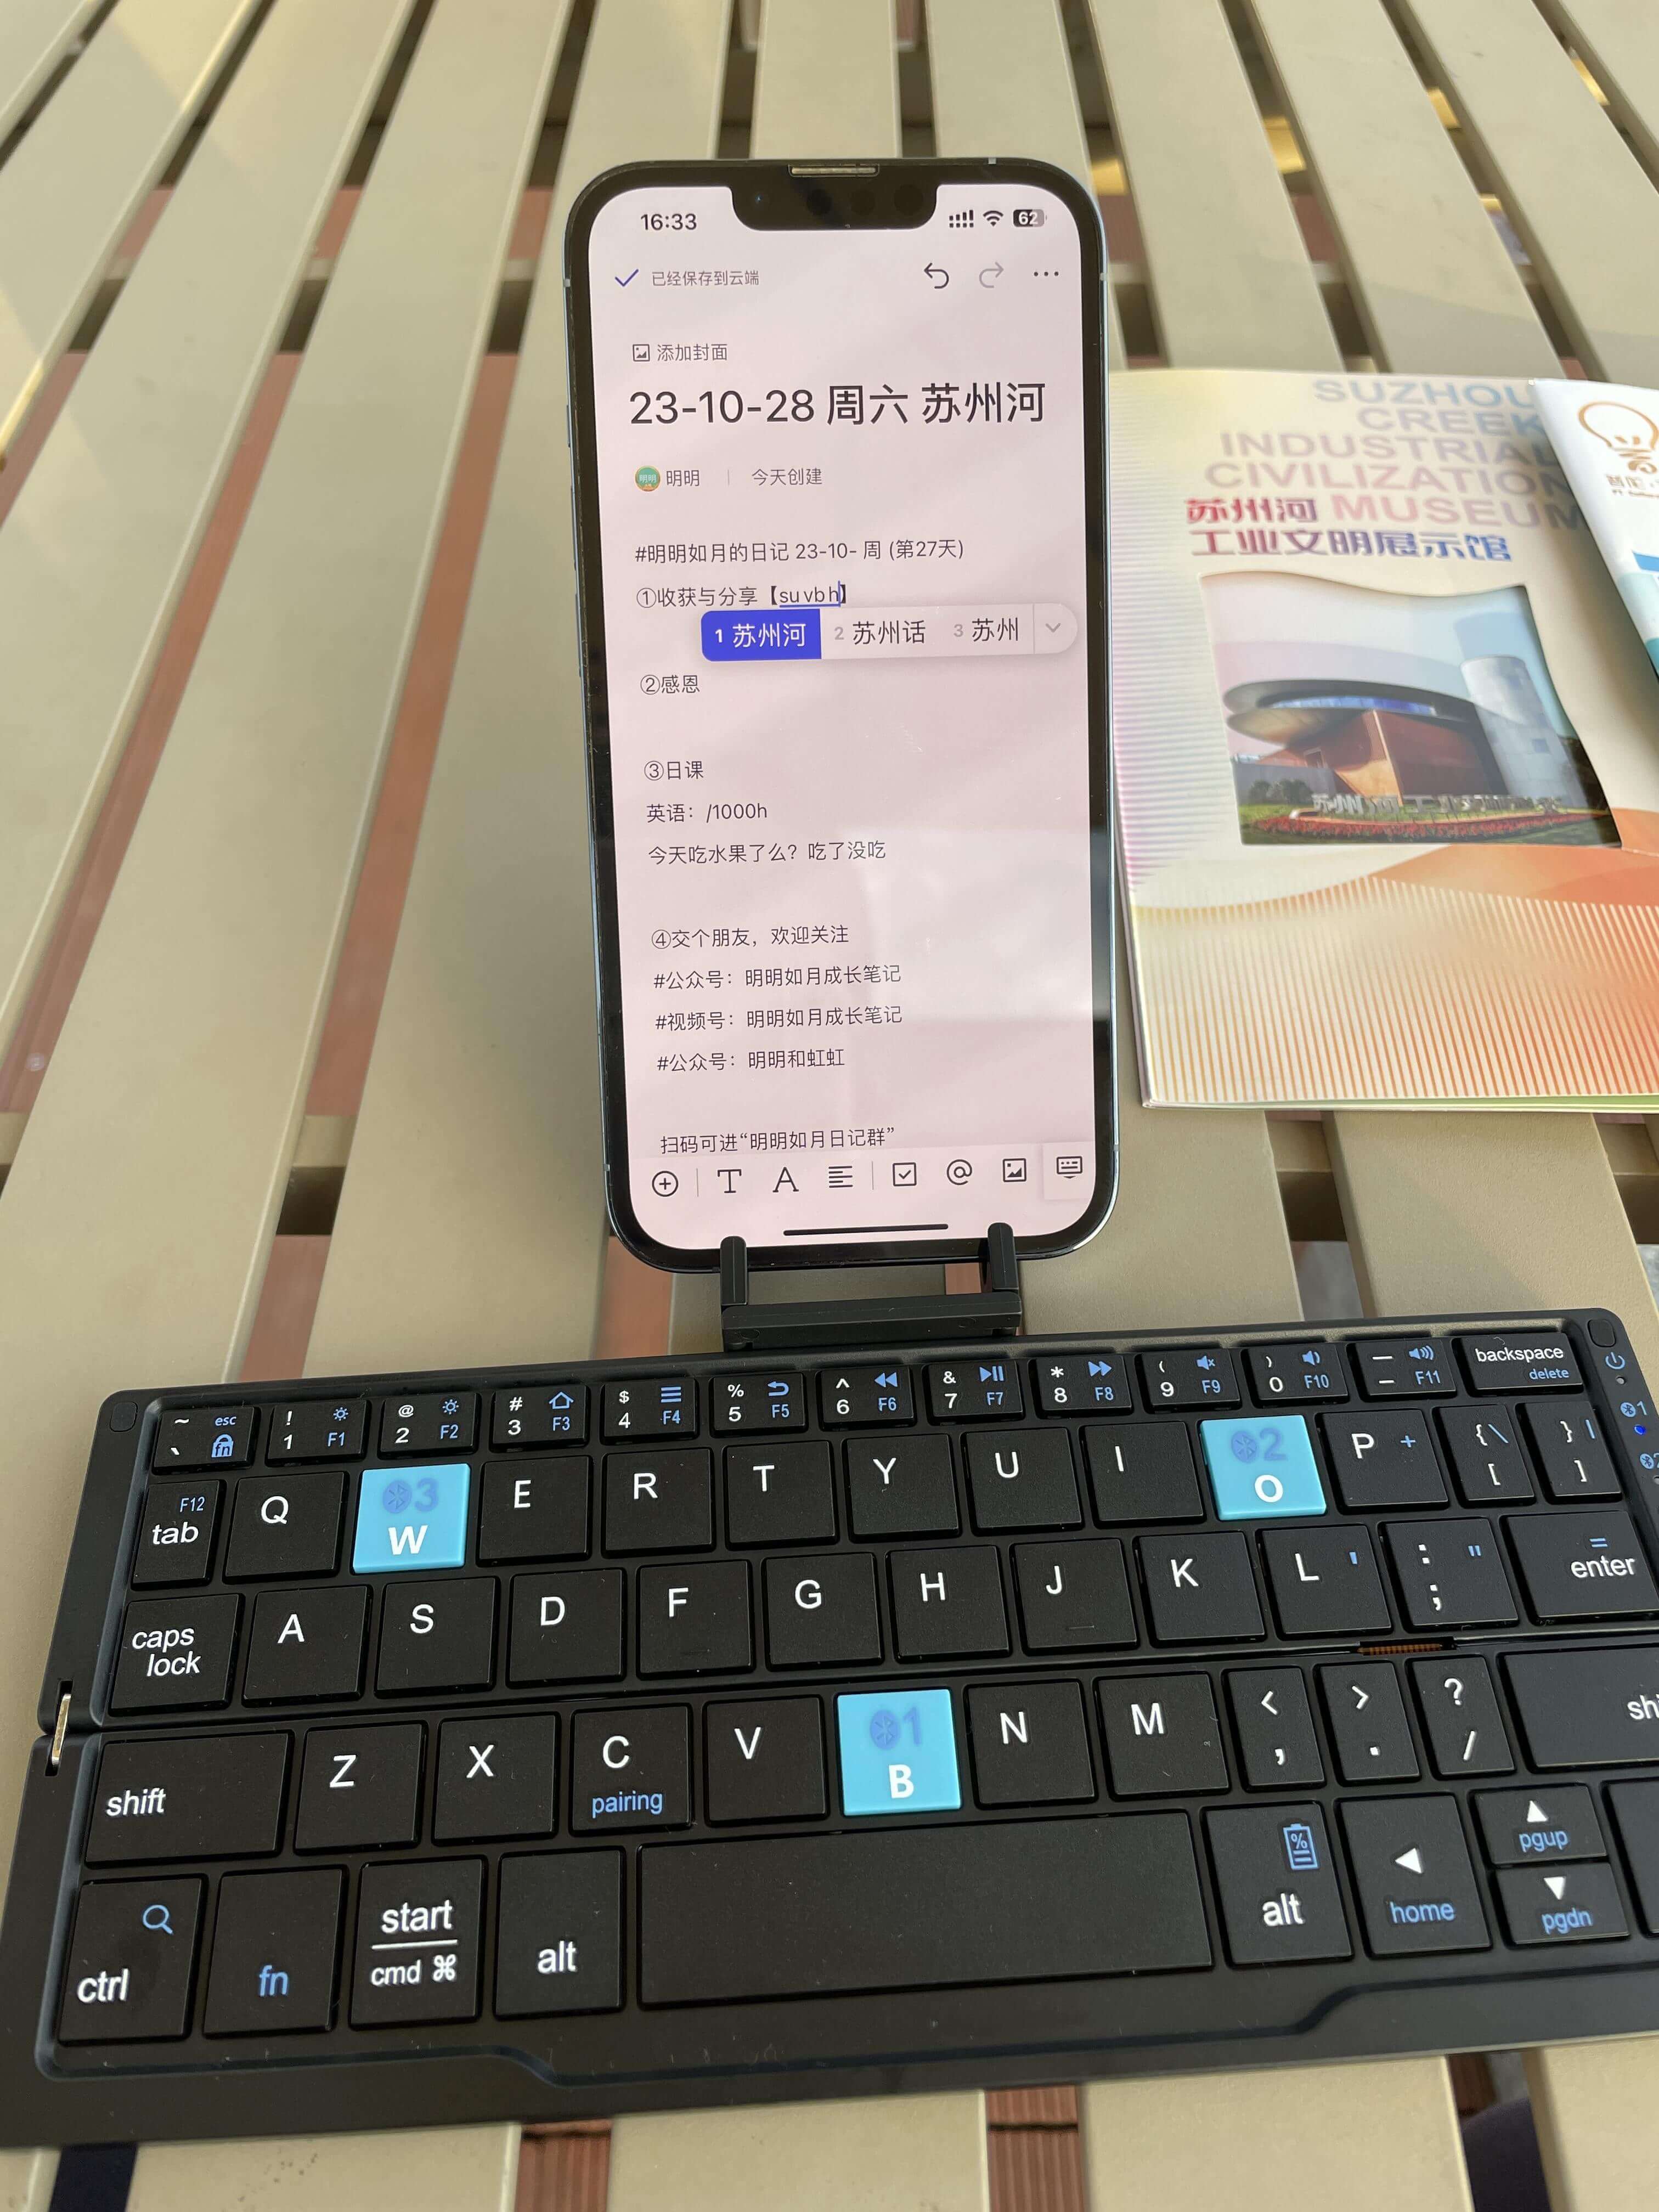 16:33
62
已经保存到云端
添加封面
23-10-28 周六 苏州河
明明 今天创建
#明明如月的日记 23-10- 周 (第27天)
①收获与分享【su vb h】
1 苏州河 2 苏州话 3 苏州
②感恩
③日课
英语：/1000h
今天吃水果了么？吃了没吃
④交个朋友，欢迎关注
#公众号：明明如月成长笔记
#视频号：明明如月成长笔记
#公众号：明明和虹虹
扫码可进“明明如月日记群”
SUZHOU
CREEK
INDUSTRIAL
CIVILIZATION
MUSEUM
苏州河
工业文明展示馆
~ esc ! F1 @ F2 # F3 $ F4 % F5 ^ F6 & F7 * F8 ( F9 ) F10 — F11 backspace
` fn 1 2 3 4 5 6 7 8 9 0 – delete
F12 tab Q 3 W E R T Y U I 2 O P + { \ [ } | ]
caps lock A S D F G H J K L ' : ; " = enter
shift Z X C pairing V 1 B N M < , > . ? /
ctrl fn start cmd ⌘ alt % alt home pgup pgdn
1